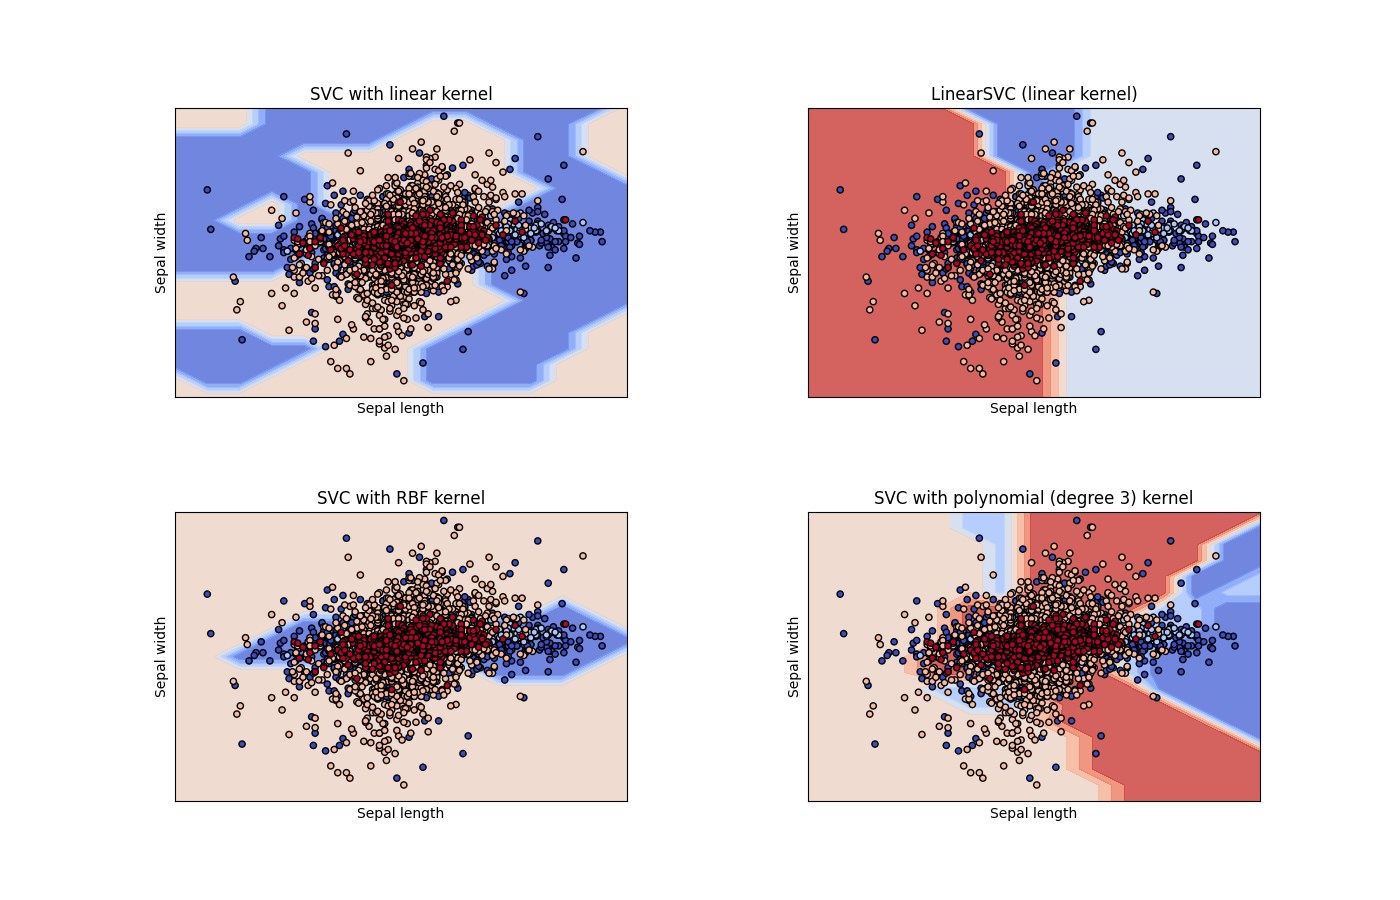 SVC with linear kernel
Sepal width
Sepal length
LinearSVC (linear kernel)
Sepal width
Sepal length
SVC with RBF kernel
Sepal width
Sepal length
SVC with polynomial (degree 3) kernel
Sepal width
Sepal length